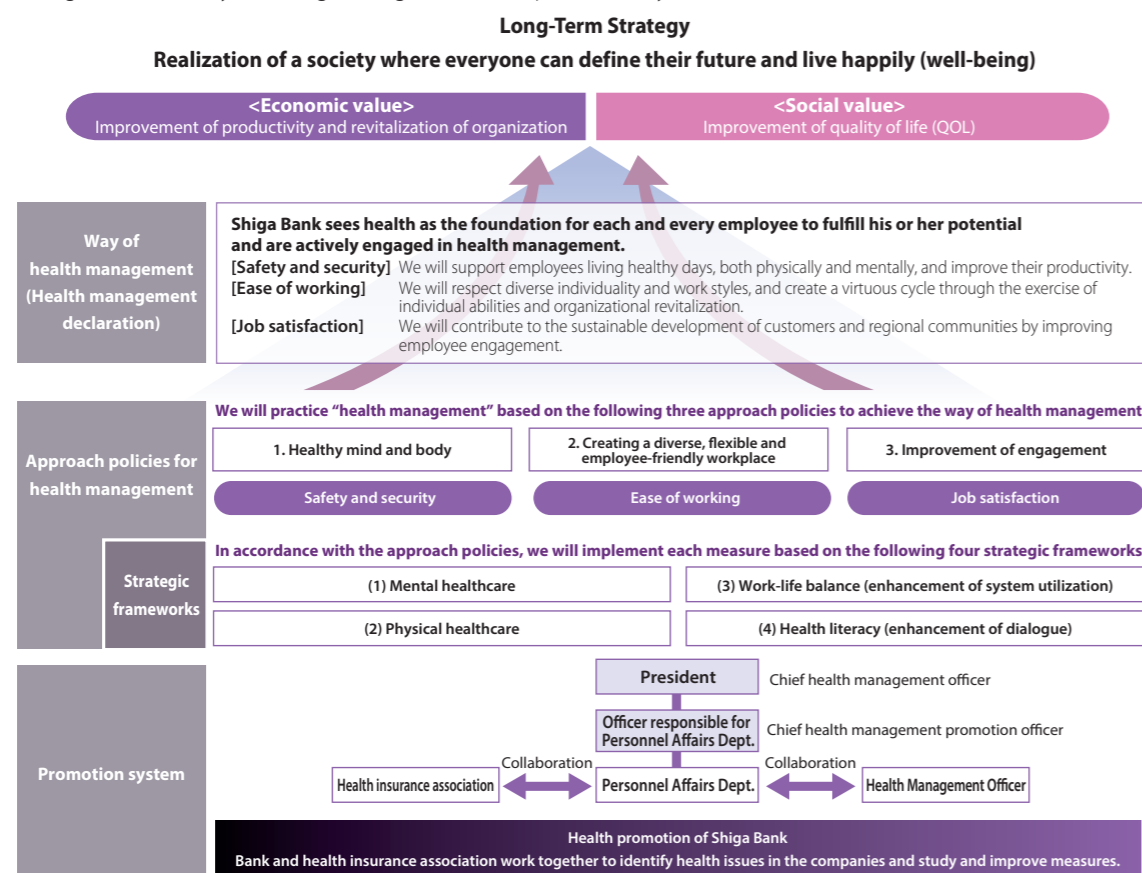 Long-Term Strategy
Realization of a society where everyone can define their future and live happily (well-being)
<Economic value>
Improvement of productivity and revitalization of organization
<Social value>
Improvement of quality of life (QOL)
Way of
health management
(Health management
declaration)
Shiga Bank sees health as the foundation for each and every employee to fulfill his or her potential
and are actively engaged in health management.
[Safety and security] We will support employees living healthy days, both physically and mentally, and improve their productivity.
[Ease of working] We will respect diverse individuality and work styles, and create a virtuous cycle through the exercise of
individual abilities and organizational revitalization.
[Job satisfaction] We will contribute to the sustainable development of customers and regional communities by improving
employee engagement.
Approach policies for
health management
We will practice “health management” based on the following three approach policies to achieve the way of health management
1. Healthy mind and body
2. Creating a diverse, flexible and
employee-friendly workplace
3. Improvement of engagement
Safety and security
Ease of working
Job satisfaction
Strategic
frameworks
In accordance with the approach policies, we will implement each measure based on the following four strategic frameworks
(1) Mental healthcare
(3) Work-life balance (enhancement of system utilization)
(2) Physical healthcare
(4) Health literacy (enhancement of dialogue)
Promotion system
President
Chief health management officer
Officer responsible for
Personnel Affairs Dept.
Chief health management promotion officer
Collaboration
Collaboration
Health insurance association
Personnel Affairs Dept.
Health Management Officer
Health promotion of Shiga Bank
Bank and health insurance association work together to identify health issues in the companies and study and improve measures.